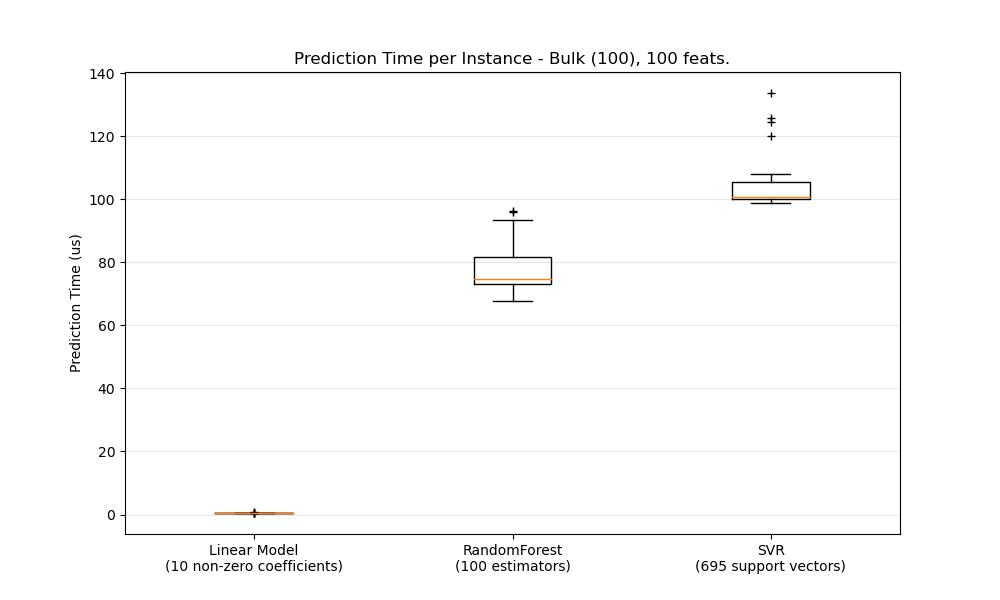 Prediction Time per Instance - Bulk (100), 100 feats.
140
120
100
80
60
40
20
0
Prediction Time (us)
Linear Model
(10 non-zero coefficients)
RandomForest
(100 estimators)
SVR
(695 support vectors)